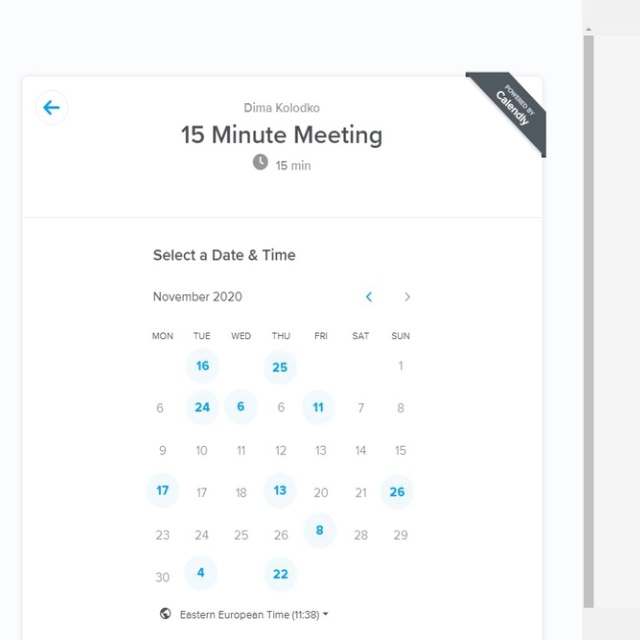 POWERED BY
Calendly
Dima Kolodko
15 Minute Meeting
15 min
Select a Date & Time
November 2020
MON TUE WED THU FRI SAT SUN
16 25 1
6 24 6 6 11 7 8
9 10 11 12 13 14 15
17 17 18 13 20 21 26
23 24 25 26 8 28 29
30 4 22
Eastern European Time (11:38)